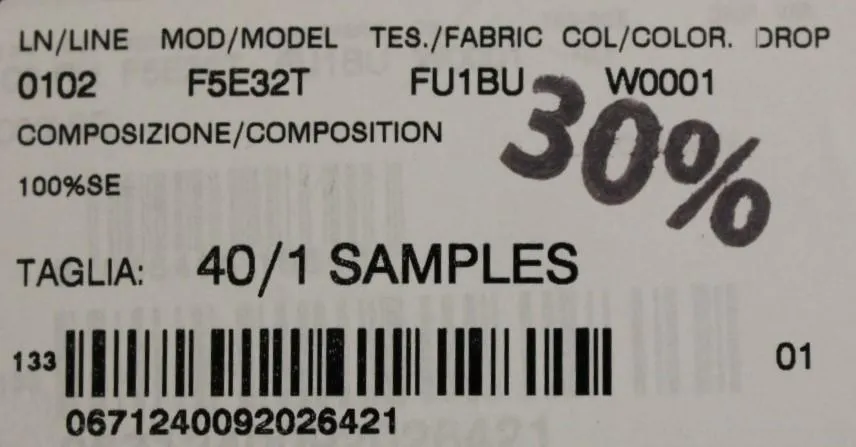 LN/LINE MOD/MODEL TES./FABRIC COL/COLOR. DROP
0102 F5E32T FU1BU W0001
30%
COMPOSIZIONE/COMPOSITION
100%SE
TAGLIA: 40/1 SAMPLES
133
01
0671240092026421